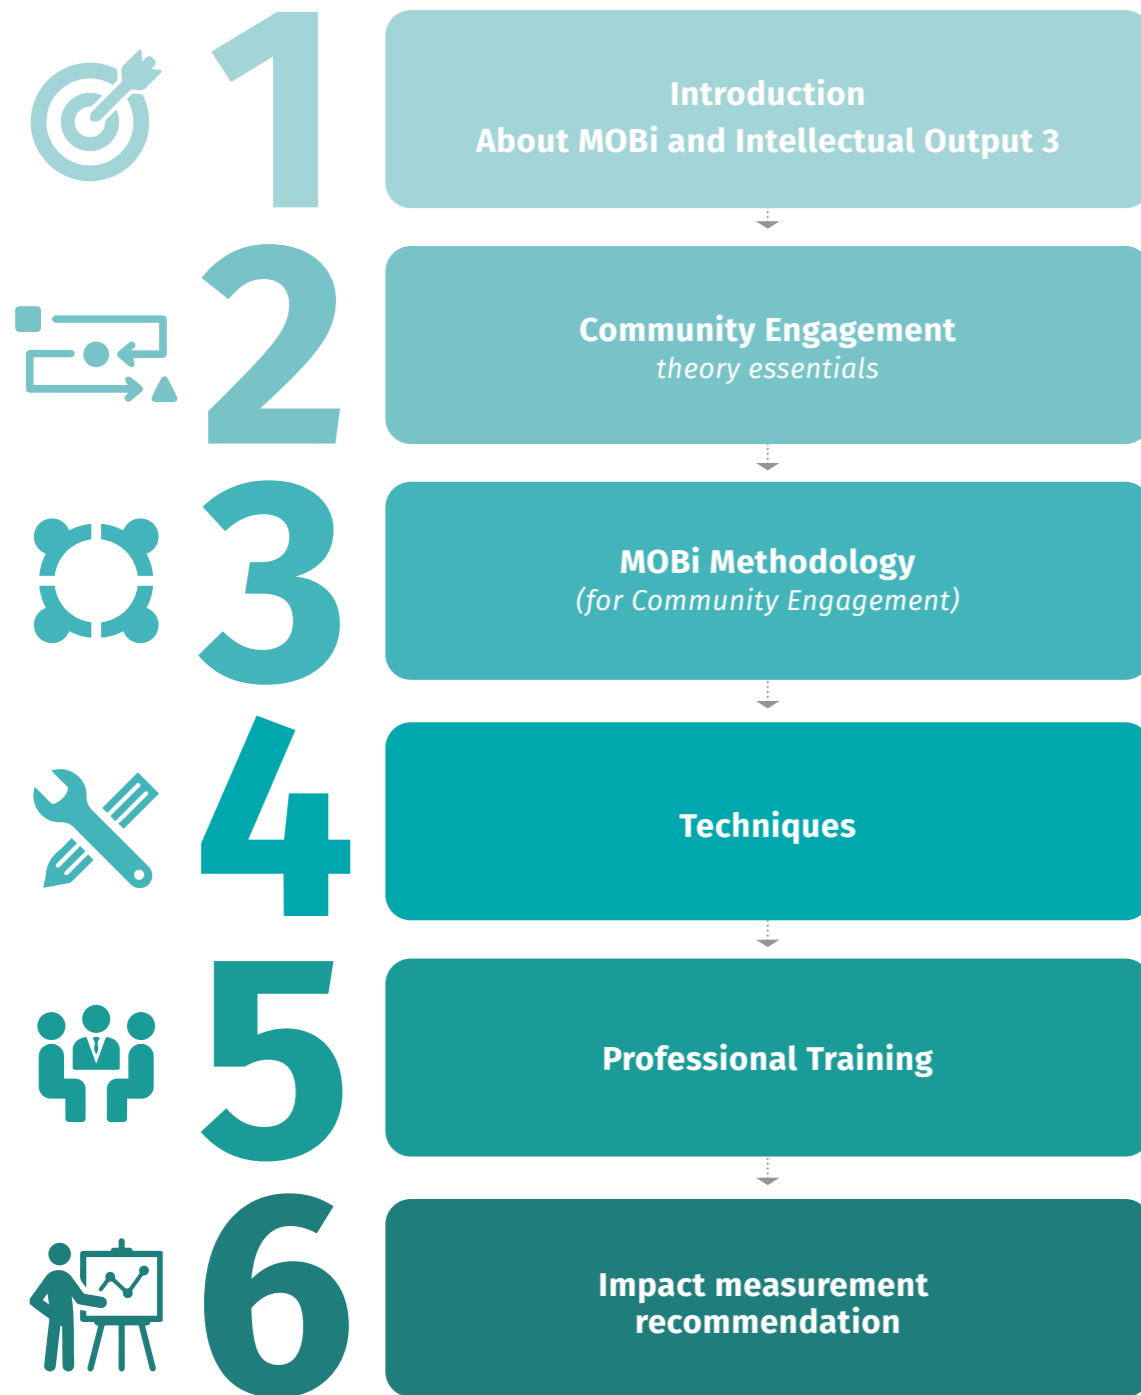 1
Introduction
About MOBi and Intellectual Output 3
2
Community Engagement
theory essentials
3
MOBi Methodology
(for Community Engagement)
4
Techniques
5
Professional Training
6
Impact measurement
recommendation